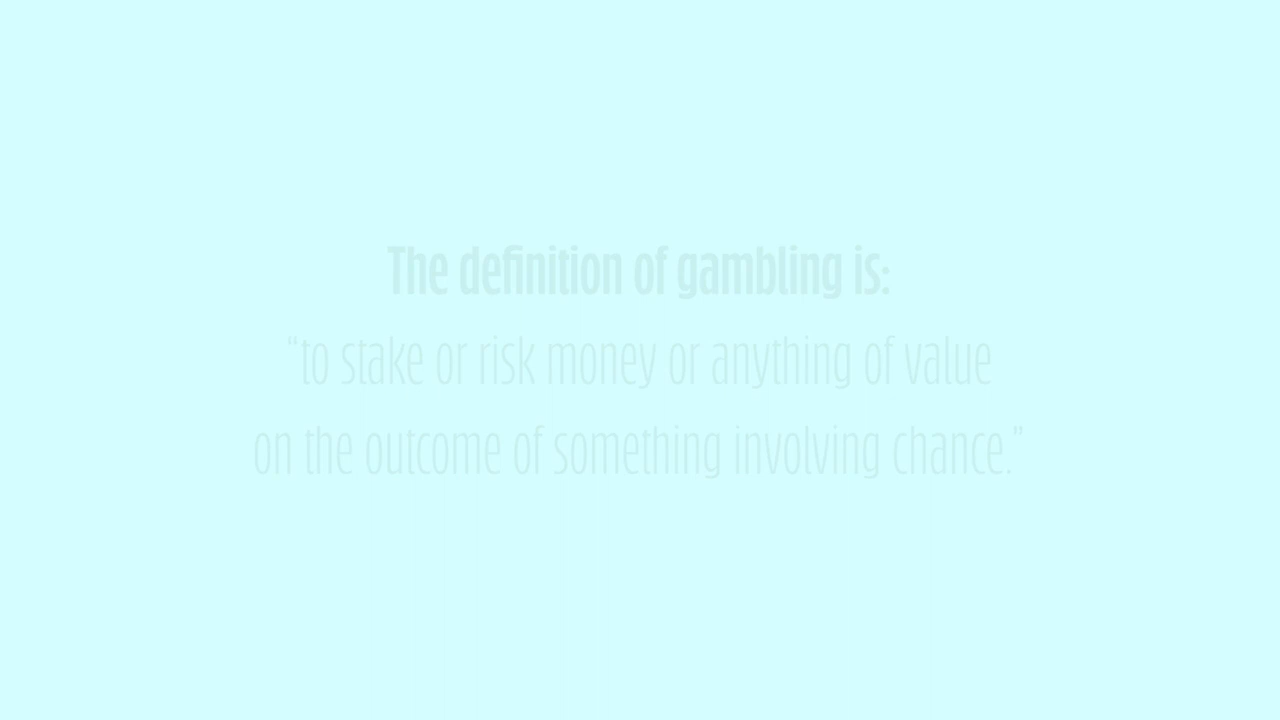 The definition of gambling is:
“to stake or risk money or anything of value
on the outcome of something involving chance.”